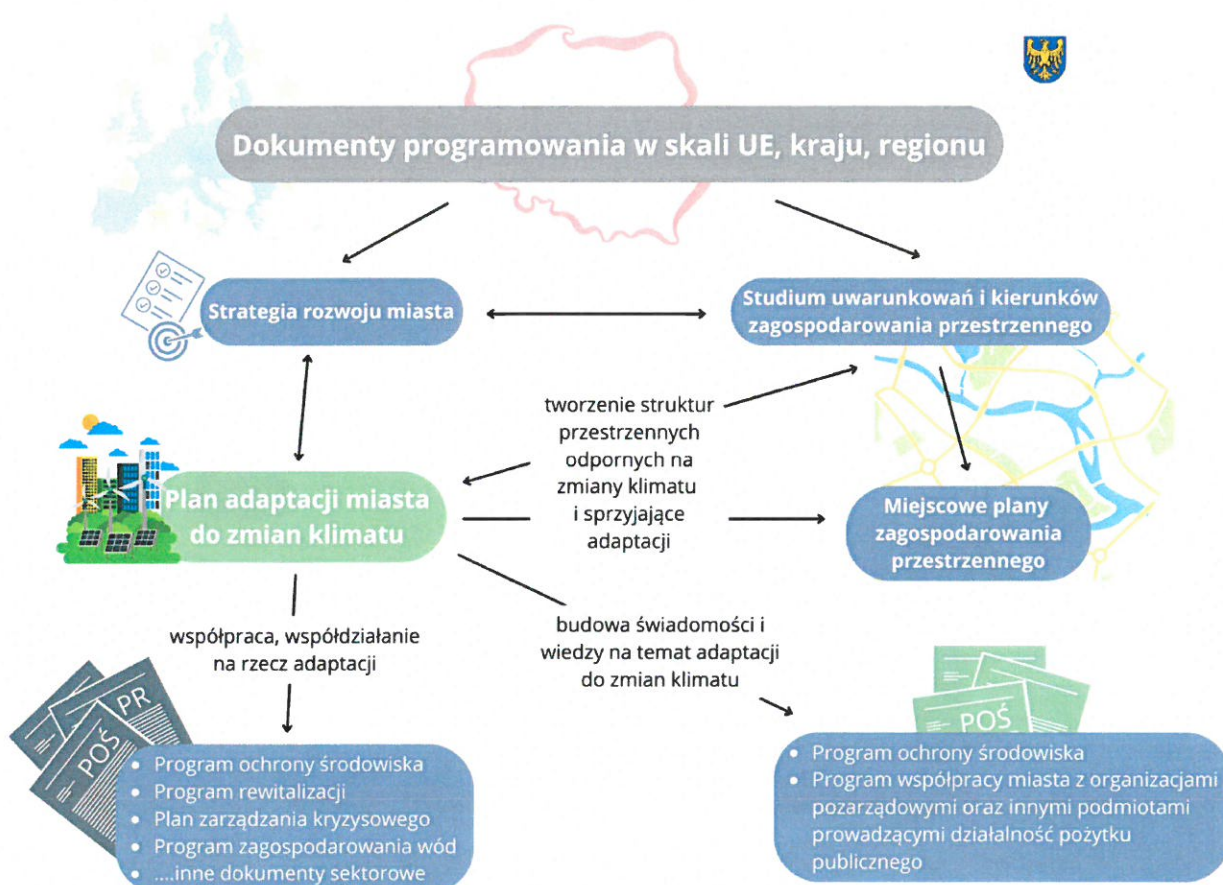 Dokumenty programowania w skali UE, kraju, regionu
Strategia rozwoju miasta
Studium uwarunkowań i kierunków
zagospodarowania przestrzennego
tworzenie struktur
przestrzennych
odpornych na
zmiany klimatu
i sprzyjające
adaptacji
Plan adaptacji miasta
do zmian klimatu
Miejscowe plany
zagospodarowania
przestrzennego
współpraca, współdziałanie
na rzecz adaptacji
budowa świadomości i
wiedzy na temat adaptacji
do zmian klimatu
PR
POŚ
• Program ochrony środowiska
• Program rewitalizacji
• Plan zarządzania kryzysowego
• Program zagospodarowania wód
• ....inne dokumenty sektorowe
POŚ
• Program ochrony środowiska
• Program współpracy miasta z organizacjami
pozarządowymi oraz innymi podmiotami
prowadzącymi działalność pożytku
publicznego